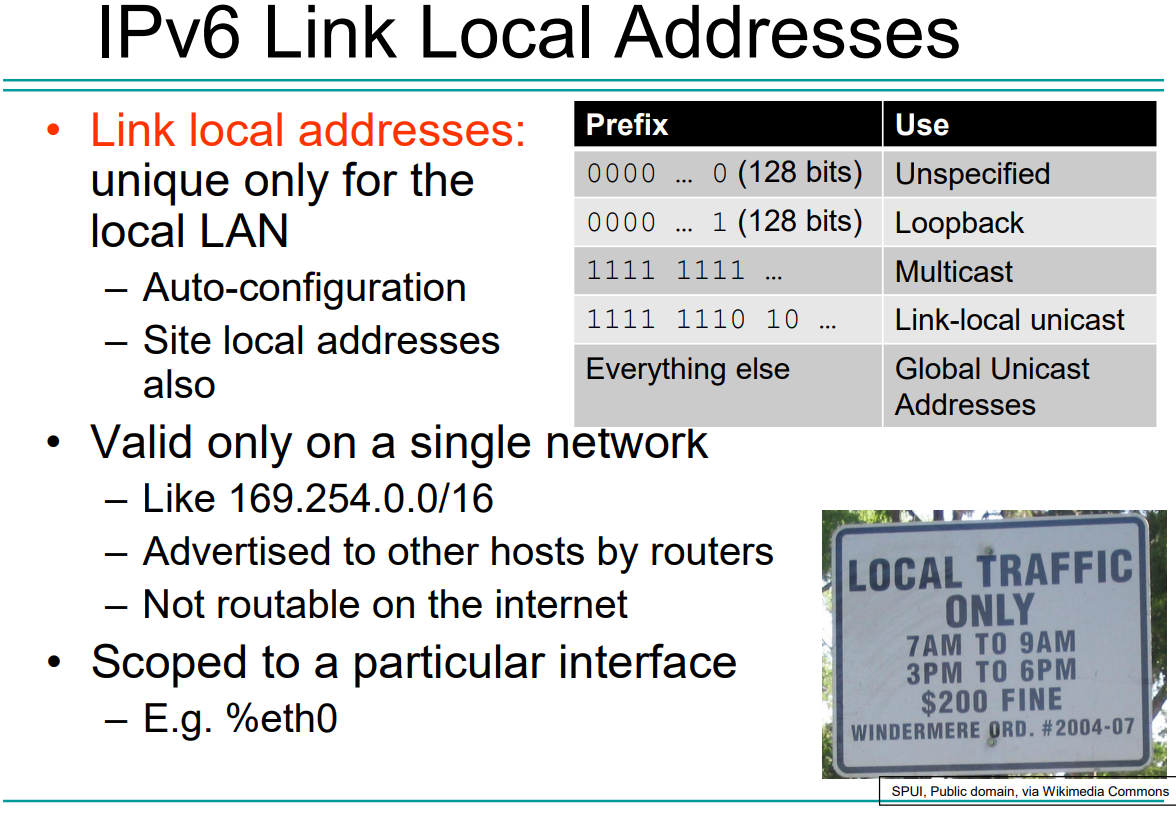 IPv6 Link Local Addresses
• Link local addresses:
unique only for the
local LAN
– Auto-configuration
– Site local addresses
also
• Valid only on a single network
– Like 169.254.0.0/16
– Advertised to other hosts by routers
– Not routable on the internet
• Scoped to a particular interface
– E.g. %eth0
Prefix Use
0000 … 0 (128 bits) Unspecified
0000 … 1 (128 bits) Loopback
1111 1111 … Multicast
1111 1110 10 … Link-local unicast
Everything else Global Unicast
Addresses
LOCAL TRAFFIC
ONLY
7AM TO 9AM
3PM TO 6PM
$200 FINE
WINDERMERE ORD. #2004-07
SPUI, Public domain, via Wikimedia Commons